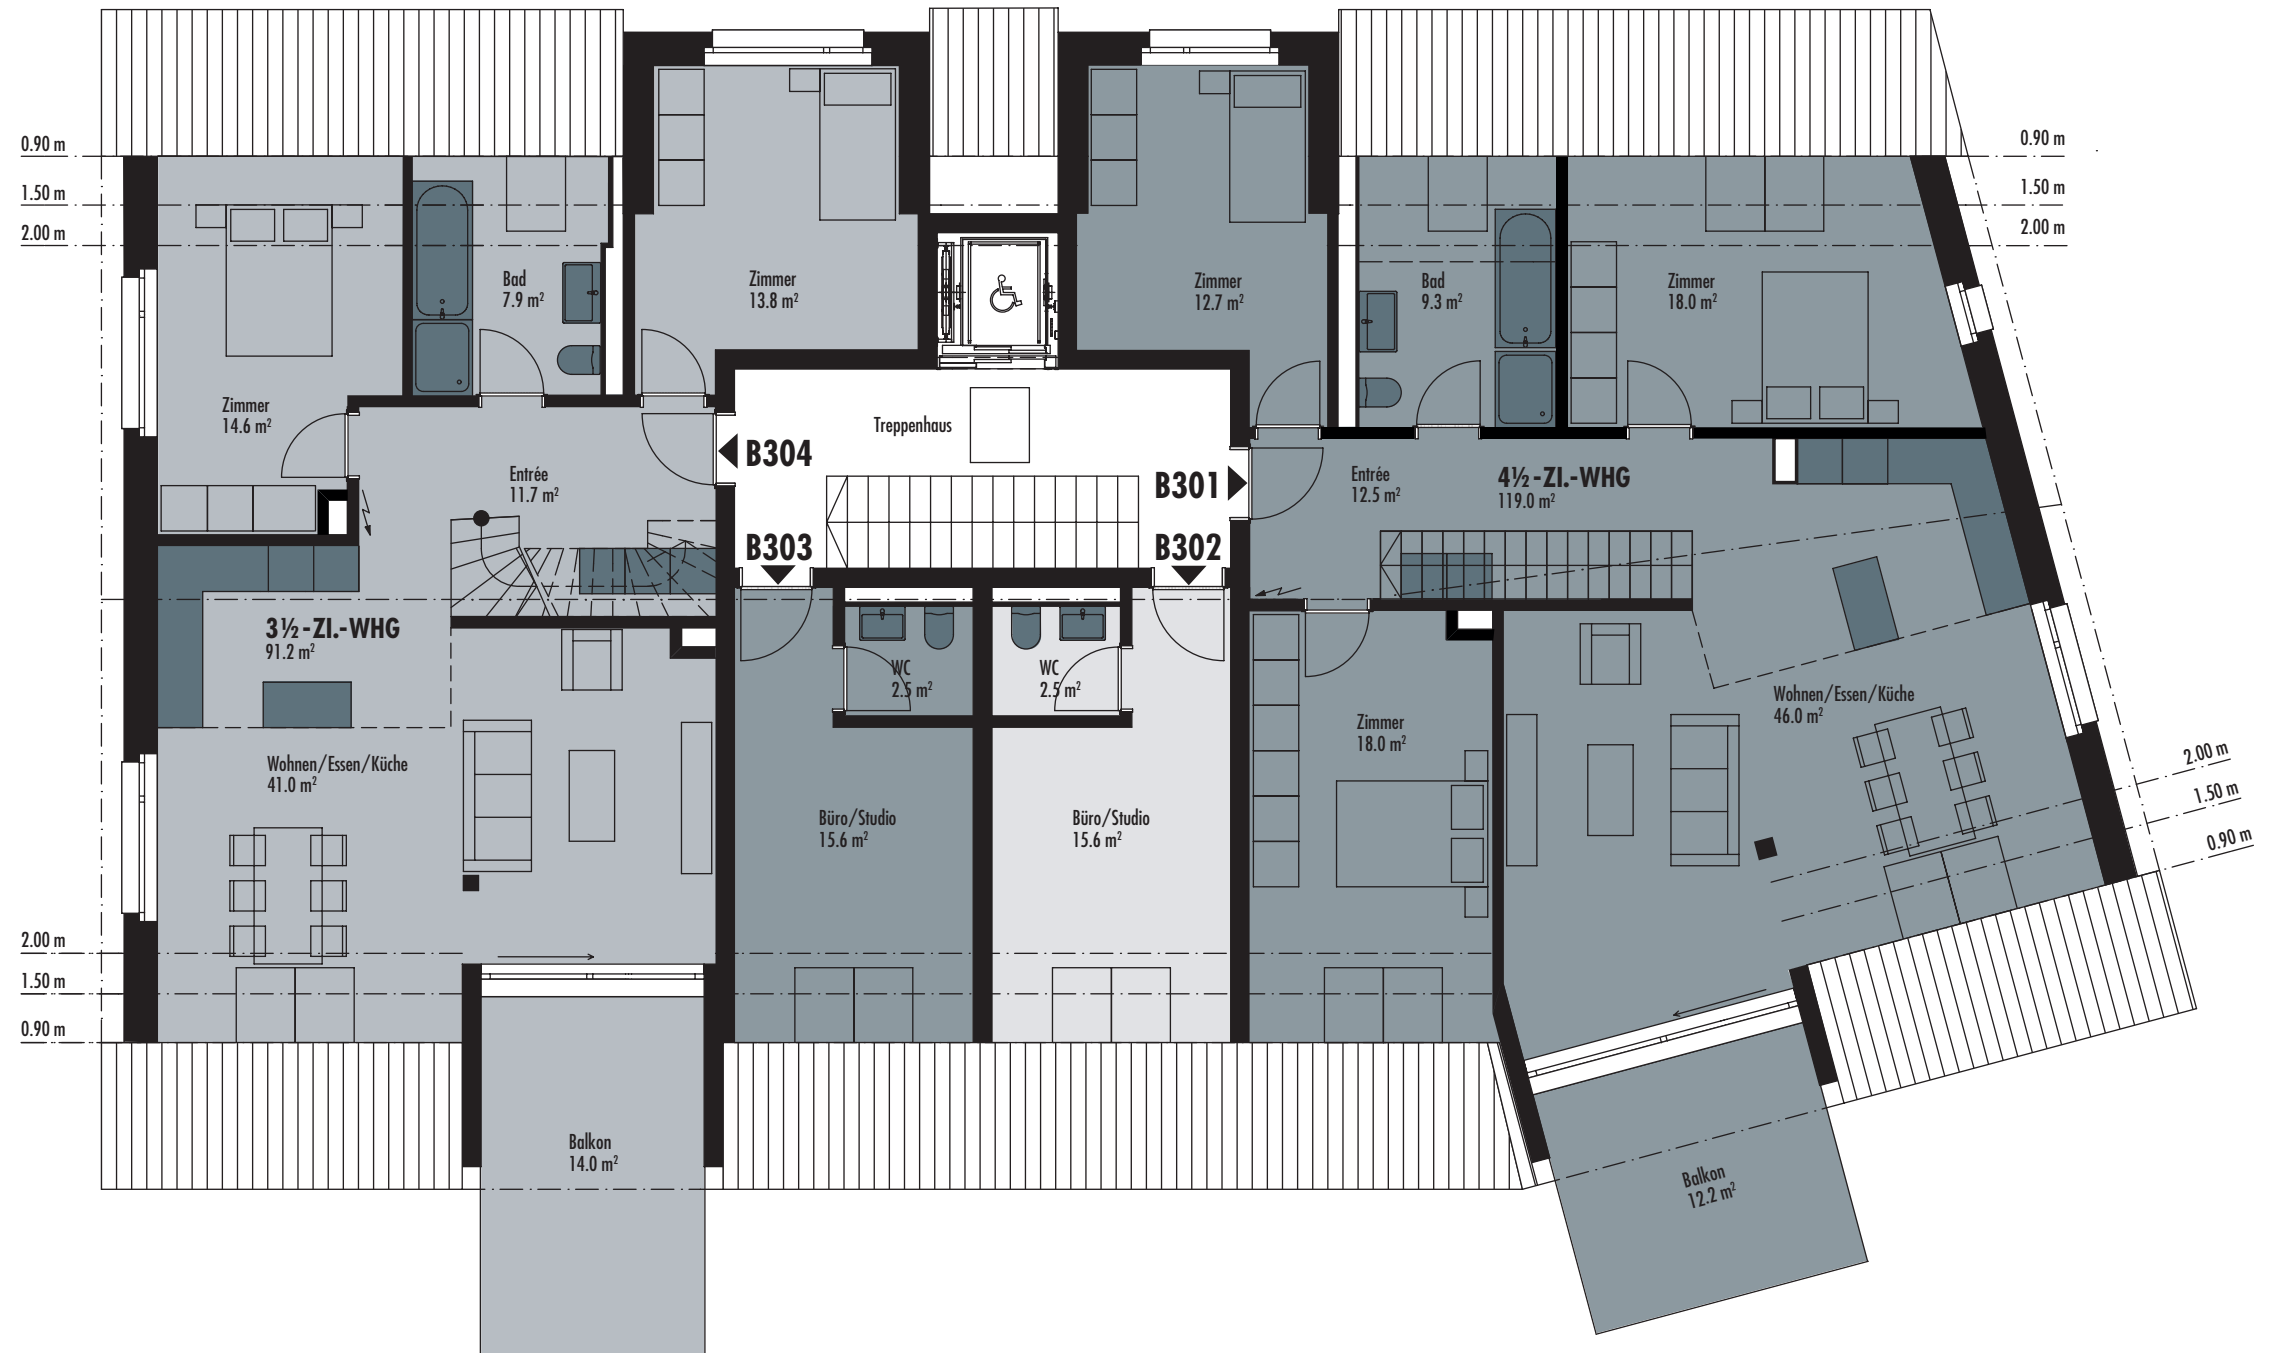 0.90 m
1.50 m
2.00 m
0.90 m
1.50 m
2.00 m
Zimmer
14.6 m²
Bad
7.9 m²
Zimmer
13.8 m²
Zimmer
12.7 m²
Bad
9.3 m²
Zimmer
18.0 m²
Treppenhaus
B304
B301
B303
B302
Entrée
11.7 m²
Entrée
12.5 m²
4½-ZI.-WHG
119.0 m²
3½-ZI.-WHG
91.2 m²
WC
2.5 m²
WC
2.5 m²
Wohnen/Essen/Küche
41.0 m²
Büro/Studio
15.6 m²
Büro/Studio
15.6 m²
Zimmer
18.0 m²
Wohnen/Essen/Küche
46.0 m²
2.00 m
1.50 m
0.90 m
2.00 m
1.50 m
0.90 m
Balkon
14.0 m²
Balkon
12.2 m²